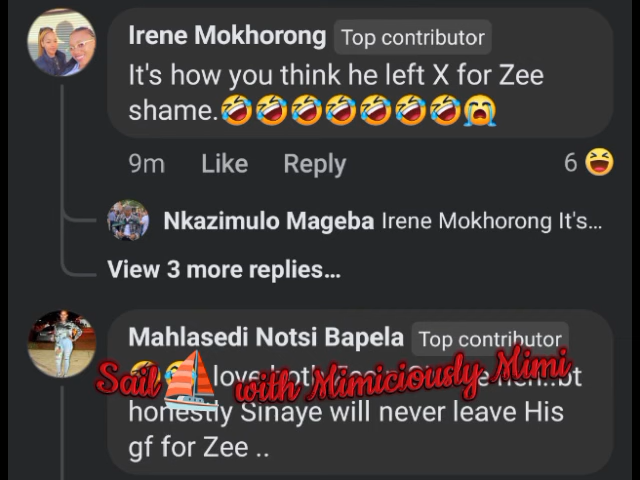 Irene Mokhorong Top contributor
It's how you think he left X for Zee
shame.🤣🤣🤣🤣🤣🤣🤣😭
9m Like Reply 6 😆
Nkazimulo Mageba Irene Mokhorong It's...
View 3 more replies...
Mahlasedi Notsi Bapela Top contributor
love
Sail with Mimiciously Mimi
honestly Sinaye will never leave His
gf for Zee ..